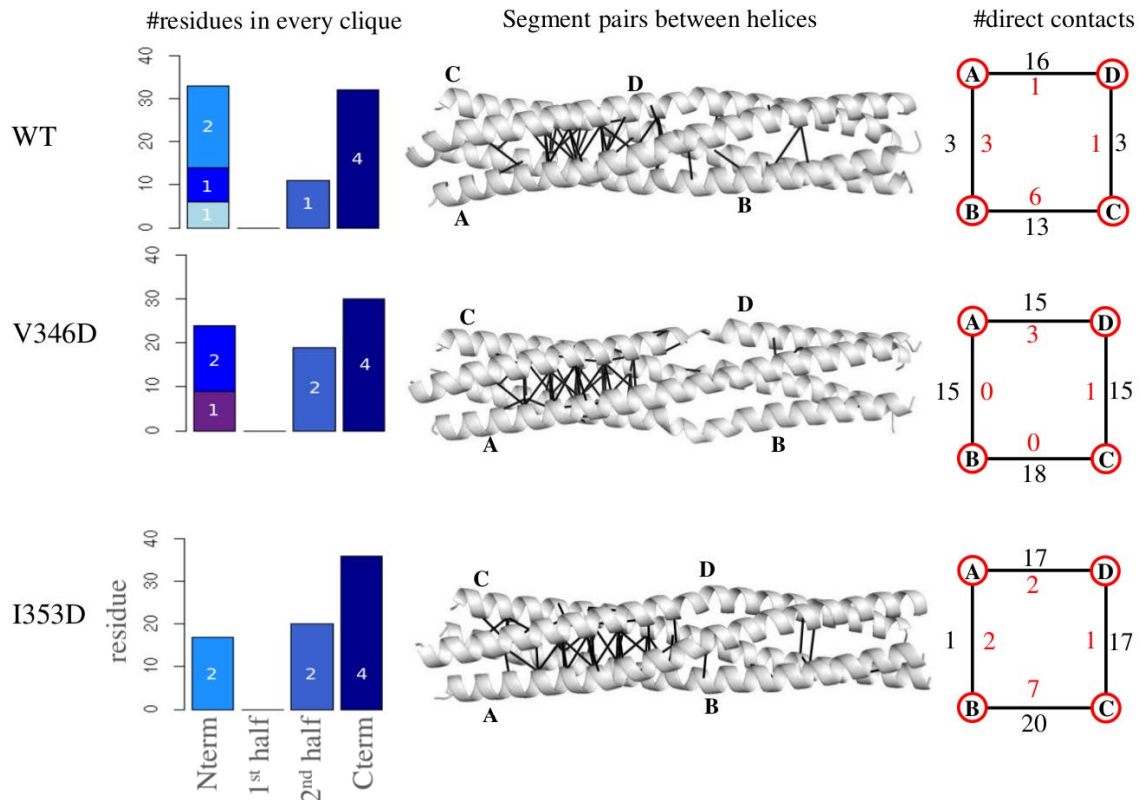 #residues in every clique
Segment pairs between helices
#direct contacts
WT
40
30
20
10
0
2
1
1
1
4
C
D
A
B
A
16
1
D
3
3
1
3
B
6
13
C
V346D
40
30
20
10
0
2
1
2
4
C
D
A
B
A
15
3
D
15
0
1
15
B
0
18
C
I353D
residue
40
30
20
10
0
2
2
4
Nterm
1st half
2nd half
Cterm
C
D
A
B
A
17
2
D
1
2
1
17
B
7
20
C